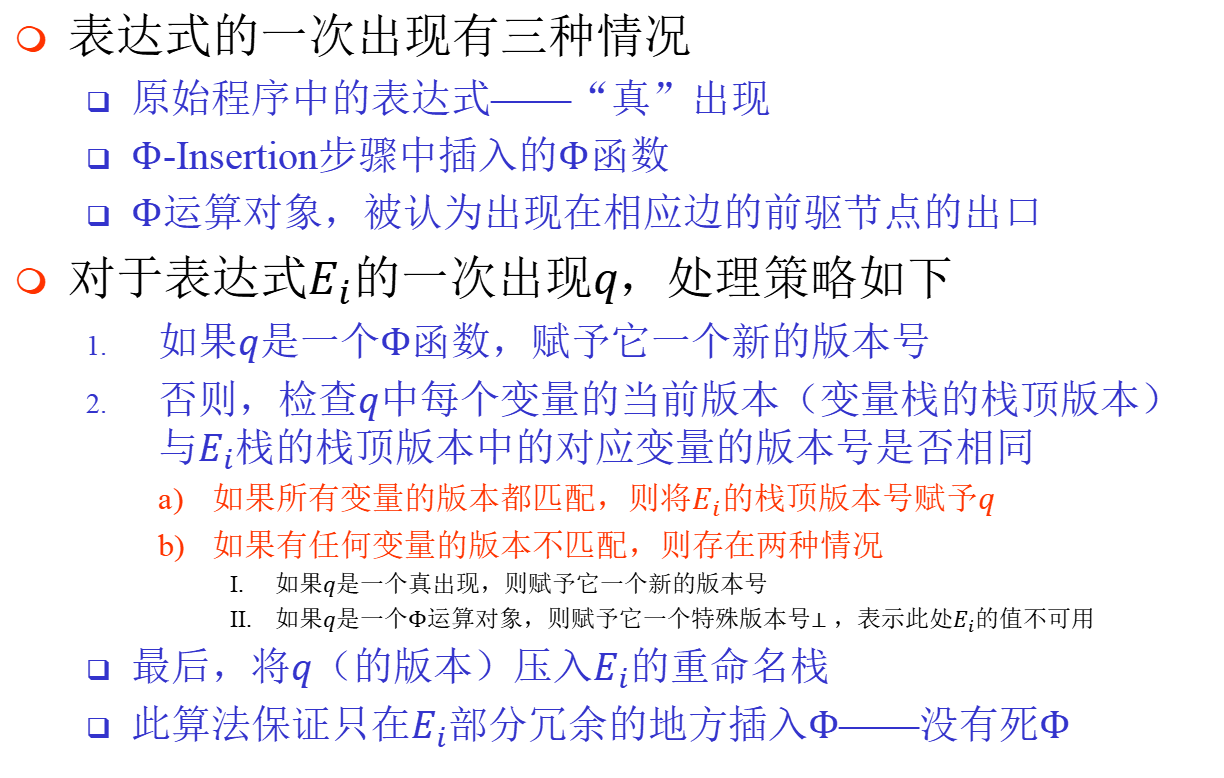 表达式的一次出现有三种情况
原始程序中的表达式——“真”出现
Φ-Insertion步骤中插入的Φ函数
Φ运算对象，被认为出现在相应边的前驱节点的出口
对于表达式Eᵢ的一次出现q，处理策略如下
1. 如果q是一个Φ函数，赋予它一个新的版本号
2. 否则，检查q中每个变量的当前版本（变量栈的栈顶版本）
与Eᵢ栈的栈顶版本中的对应变量的版本号是否相同
a) 如果所有变量的版本都匹配，则将Eᵢ的栈顶版本号赋予q
b) 如果有任何变量的版本不匹配，则存在两种情况
I. 如果q是一个真出现，则赋予它一个新的版本号
II. 如果q是一个Φ运算对象，则赋予它一个特殊版本号⊥，表示此处Eᵢ的值不可用
最后，将q（的版本）压入Eᵢ的重命名栈
此算法保证只在Eᵢ部分冗余的地方插入Φ——没有死Φ